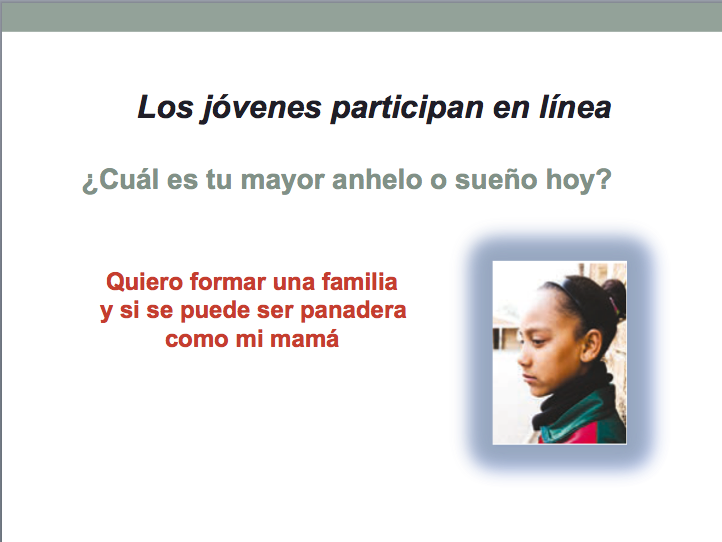 Los jóvenes participan en línea
¿Cuál es tu mayor anhelo o sueño hoy?
Quiero formar una familia
y si se puede ser panadera
como mi mamá